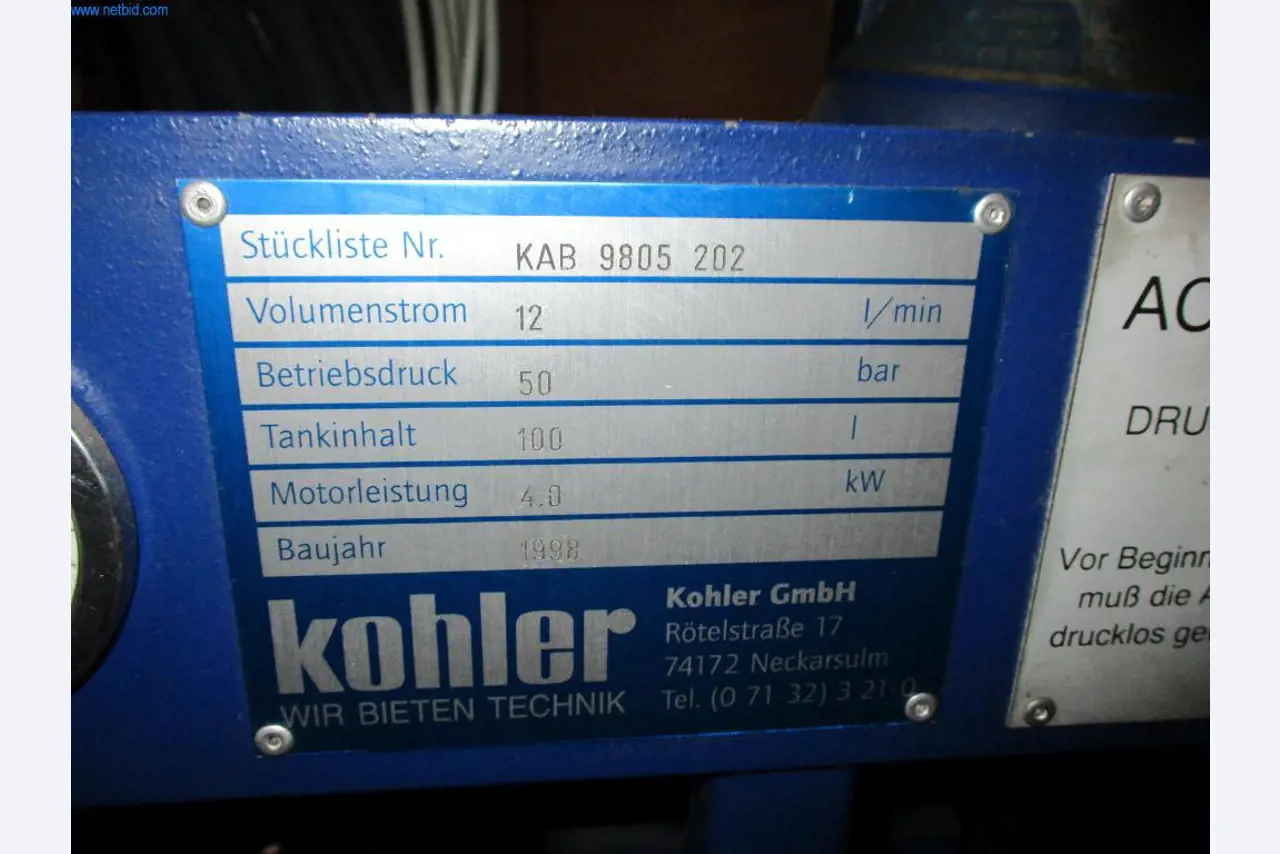 www.netbid.com
Stückliste Nr. KAB 9805 202
Volumenstrom 12 l/min
Betriebsdruck 50 bar
Tankinhalt 100 l
Motorleistung 4.0 kW
Baujahr 1998
kohler
WIR BIETEN TECHNIK
Kohler GmbH
Rötelstraße 17
74172 Neckarsulm
Tel. (0 71 32) 3 21-0
AC
DRU
Vor Beginn
muß die A
drucklos ge